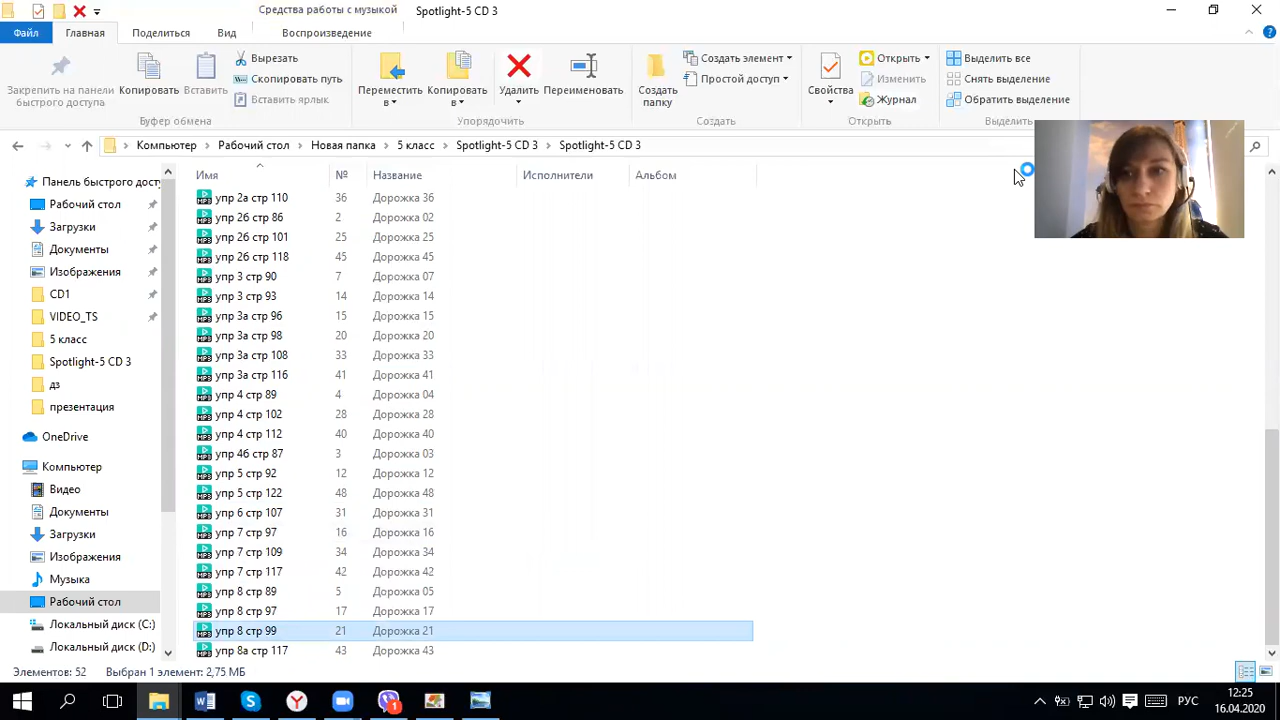 Средства работы с музыкой
Spotlight-5 CD 3
Файл Главная Поделиться Вид Воспроизведение
Закрепить на панели быстрого доступа
Копировать
Вставить
Вырезать
Скопировать путь
Вставить ярлык
Буфер обмена
Переместить в
Копировать в
Удалить
Переименовать
Упорядочить
Создать папку
Создать элемент
Простой доступ
Создать
Свойства
Открыть
Изменить
Журнал
Открыть
Выделить все
Снять выделение
Обратить выделение
Выделить
Компьютер Рабочий стол Новая папка 5 класс Spotlight-5 CD 3 Spotlight-5 CD 3
Панель быстрого дост
Рабочий стол
Загрузки
Документы
Изображения
CD1
VIDEO_TS
5 класс
Spotlight-5 CD 3
дз
презентация
OneDrive
Компьютер
Видео
Документы
Загрузки
Изображения
Музыка
Рабочий стол
Локальный диск (C:)
Локальный диск (D:)
Имя № Название Исполнители Альбом
упр 2а стр 110 36 Дорожка 36
упр 2б стр 86 2 Дорожка 02
упр 2б стр 101 25 Дорожка 25
упр 2б стр 118 45 Дорожка 45
упр 3 стр 90 7 Дорожка 07
упр 3 стр 93 14 Дорожка 14
упр 3а стр 96 15 Дорожка 15
упр 3а стр 98 20 Дорожка 20
упр 3а стр 108 33 Дорожка 33
упр 3а стр 116 41 Дорожка 41
упр 4 стр 89 4 Дорожка 04
упр 4 стр 102 28 Дорожка 28
упр 4 стр 112 40 Дорожка 40
упр 4б стр 87 3 Дорожка 03
упр 5 стр 92 12 Дорожка 12
упр 5 стр 122 48 Дорожка 48
упр 6 стр 107 31 Дорожка 31
упр 7 стр 97 16 Дорожка 16
упр 7 стр 109 34 Дорожка 34
упр 7 стр 117 42 Дорожка 42
упр 8 стр 89 5 Дорожка 05
упр 8 стр 97 17 Дорожка 17
упр 8 стр 99 21 Дорожка 21
упр 8а стр 117 43 Дорожка 43
Элементов: 52 Выбран 1 элемент: 2,75 МБ
РУС
12:25
16.04.2020